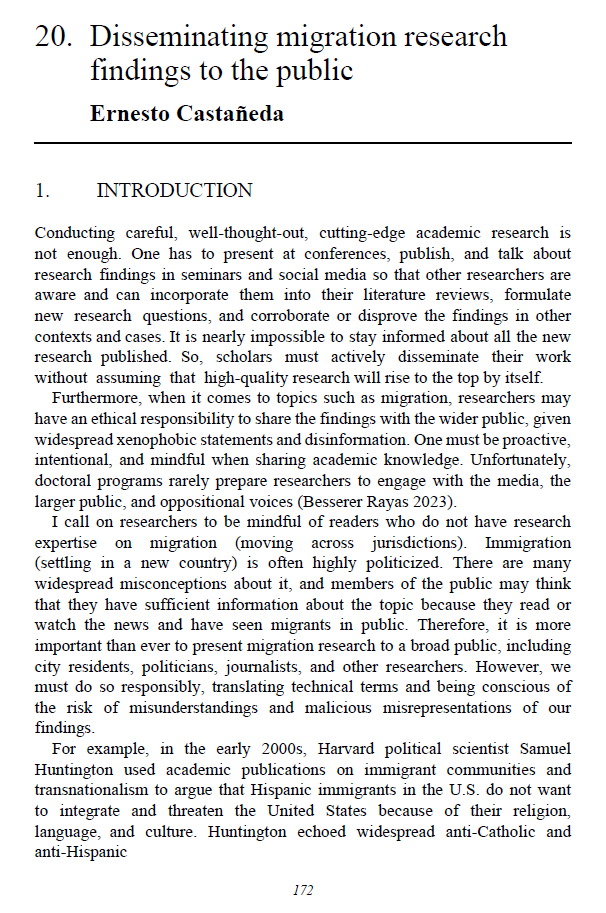 20. Disseminating migration research
findings to the public
Ernesto Castañeda
1. INTRODUCTION
Conducting careful, well-thought-out, cutting-edge academic research is
not enough. One has to present at conferences, publish, and talk about
research findings in seminars and social media so that other researchers are
aware and can incorporate them into their literature reviews, formulate
new research questions, and corroborate or disprove the findings in other
contexts and cases. It is nearly impossible to stay informed about all the new
research published. So, scholars must actively disseminate their work
without assuming that high-quality research will rise to the top by itself.
Furthermore, when it comes to topics such as migration, researchers may
have an ethical responsibility to share the findings with the wider public, given
widespread xenophobic statements and disinformation. One must be proactive,
intentional, and mindful when sharing academic knowledge. Unfortunately,
doctoral programs rarely prepare researchers to engage with the media, the
larger public, and oppositional voices (Besserer Rayas 2023).
I call on researchers to be mindful of readers who do not have research
expertise on migration (moving across jurisdictions). Immigration
(settling in a new country) is often highly politicized. There are many
widespread misconceptions about it, and members of the public may think
that they have sufficient information about the topic because they read or
watch the news and have seen migrants in public. Therefore, it is more
important than ever to present migration research to a broad public, including
city residents, politicians, journalists, and other researchers. However, we
must do so responsibly, translating technical terms and being conscious of
the risk of misunderstandings and malicious misrepresentations of our
findings.
For example, in the early 2000s, Harvard political scientist Samuel
Huntington used academic publications on immigrant communities and
transnationalism to argue that Hispanic immigrants in the U.S. do not want
to integrate and threaten the United States because of their religion,
language, and culture. Huntington echoed widespread anti-Catholic and
anti-Hispanic
172